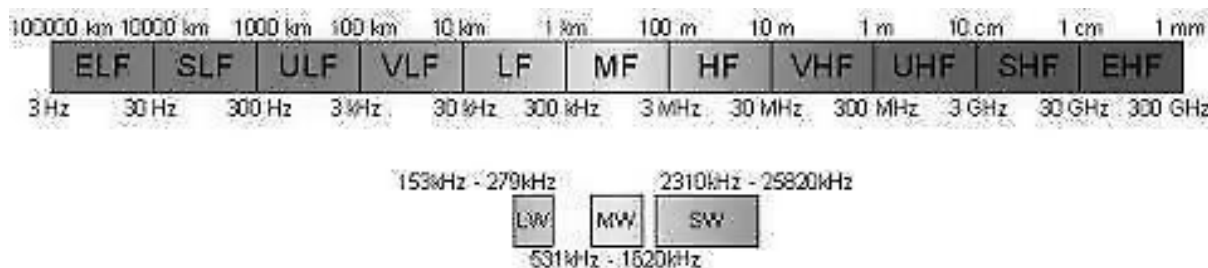 100000 km 10000 km 1000 km 100 km 10 km 1 km 100 m 10 m 1 m 10 cm 1 cm 1 mm
ELF SLF ULF VLF LF MF HF VHF UHF SHF EHF
3 Hz 30 Hz 300 Hz 3 kHz 30 kHz 300 kHz 3 MHz 30 MHz 300 MHz 3 GHz 30 GHz 300 GHz
153kHz - 279kHz 2310kHz - 25820kHz
LW MW SW
531kHz - 1620kHz